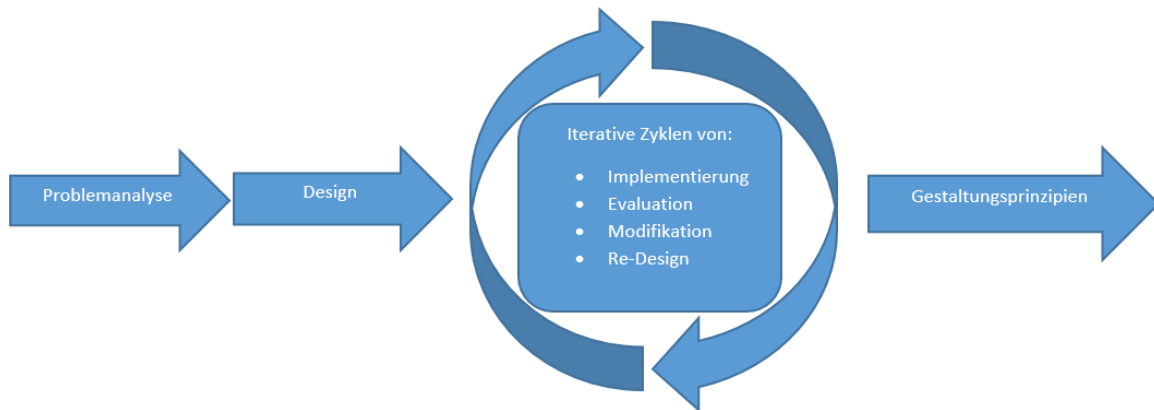 Problemanalyse
Design
Iterative Zyklen von:
• Implementierung
• Evaluation
• Modifikation
• Re-Design
Gestaltungsprinzipien